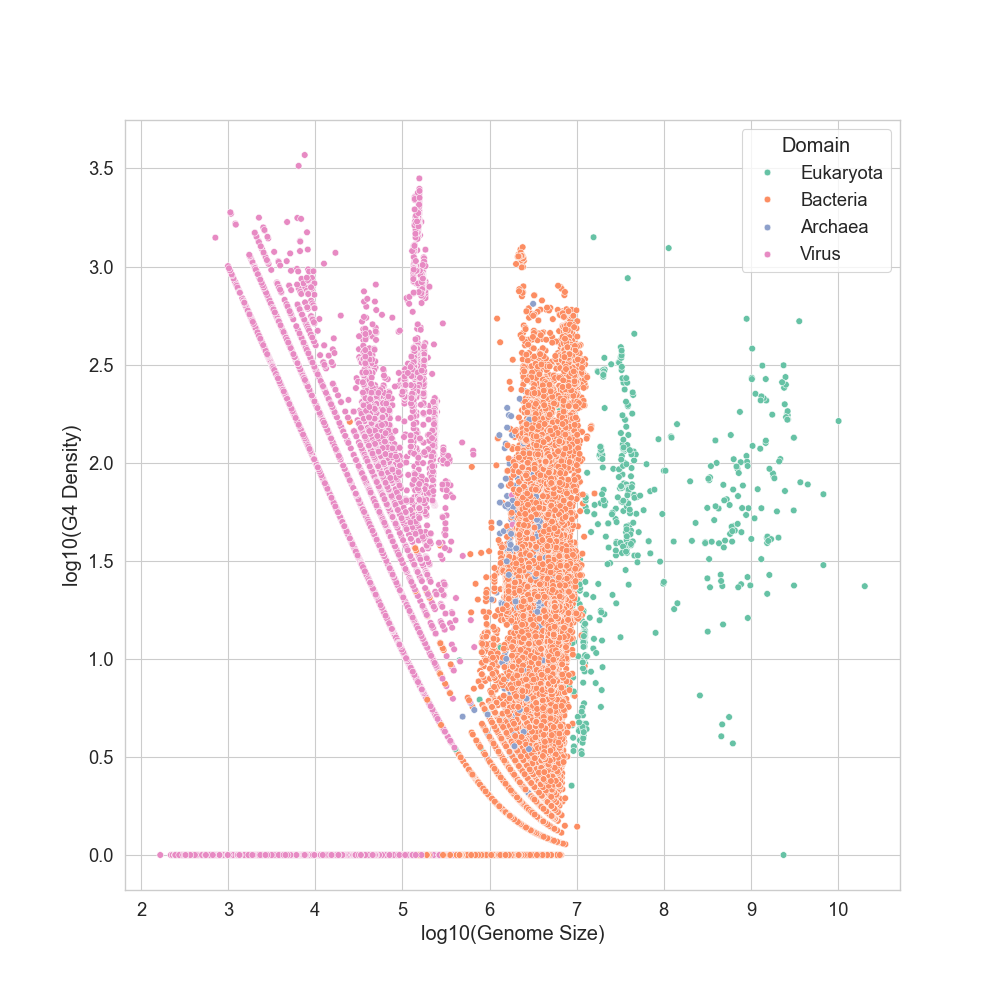 Domain
Eukaryota
Bacteria
Archaea
Virus
log10(G4 Density)
3.5
3.0
2.5
2.0
1.5
1.0
0.5
0.0
2 3 4 5 6 7 8 9 10
log10(Genome Size)